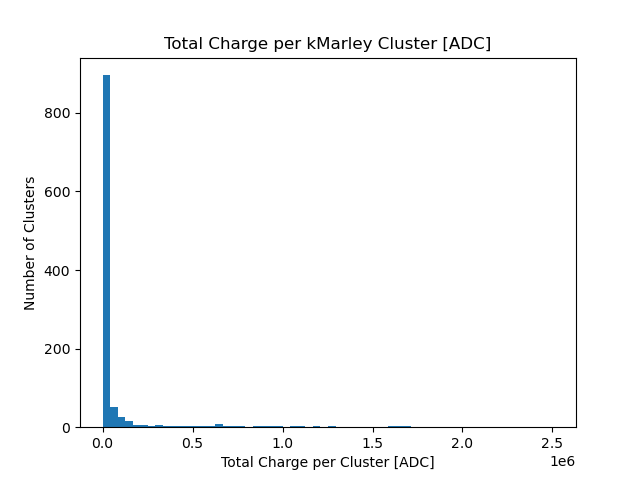 Total Charge per kMarley Cluster [ADC]
800
600
400
200
0
Number of Clusters
0.0 0.5 1.0 1.5 2.0 2.5
1e6
Total Charge per Cluster [ADC]